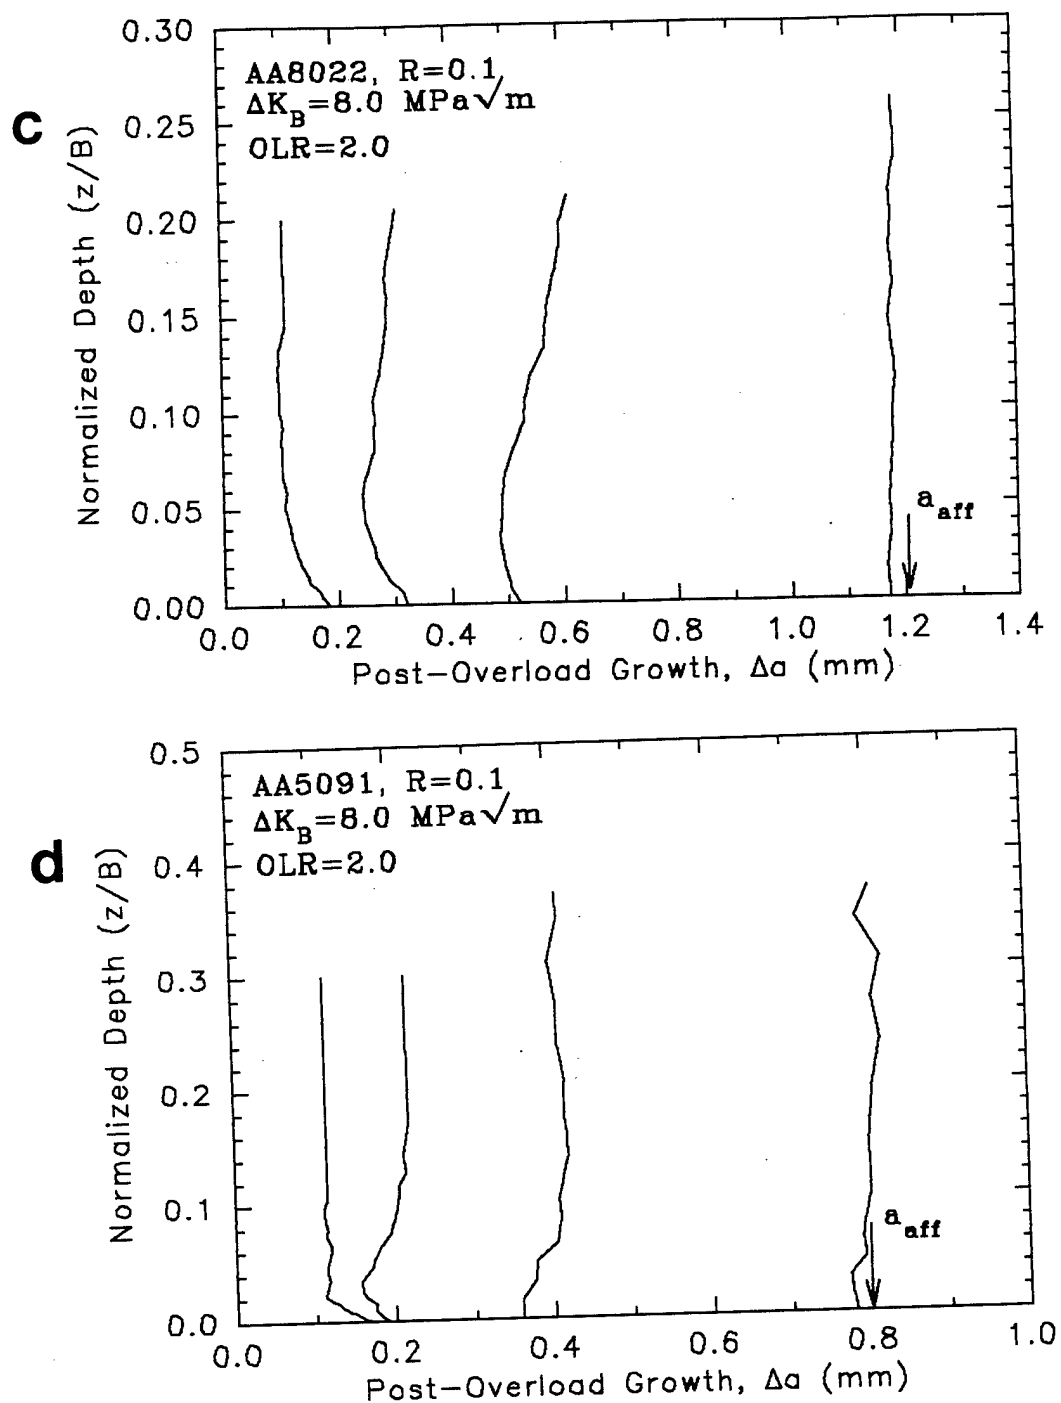 c
AA8022, R=0.1
ΔK_B=8.0 MPa√m
OLR=2.0
Normalized Depth (z/B)
0.30
0.25
0.20
0.15
0.10
0.05
0.00
a_aff
0.0 0.2 0.4 0.6 0.8 1.0 1.2 1.4
Post-Overload Growth, Δa (mm)
d
AA5091, R=0.1
ΔK_B=8.0 MPa√m
OLR=2.0
Normalized Depth (z/B)
0.5
0.4
0.3
0.2
0.1
0.0
a_aff
0.0 0.2 0.4 0.6 0.8 1.0
Post-Overload Growth, Δa (mm)